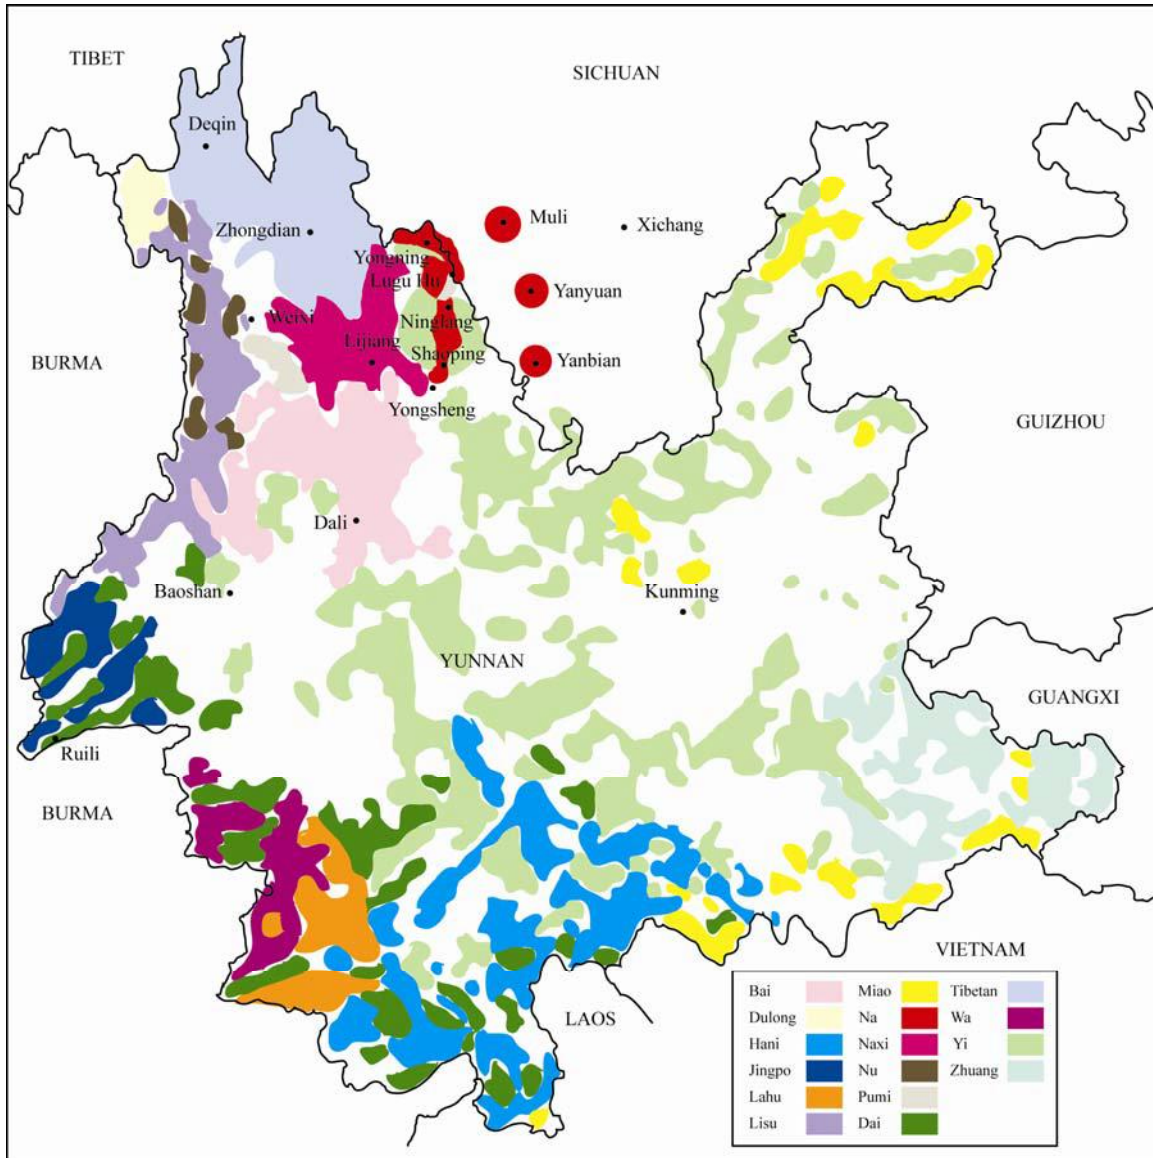 TIBET
SICHUAN
Deqin
Muli
Xichang
Zhongdian
Yongning
Lugu Hu
Yanyuan
Weixi
Ninglang
BURMA
Lijiang
Shaoping
Yanbian
Yongsheng
GUIZHOU
Dali
Baoshan
Kunming
YUNNAN
GUANGXI
Ruili
BURMA
VIETNAM
LAOS
Bai Miao Tibetan
Dulong Na Wa
Hani Naxi Yi
Jingpo Nu Zhuang
Lahu Pumi
Lisu Dai